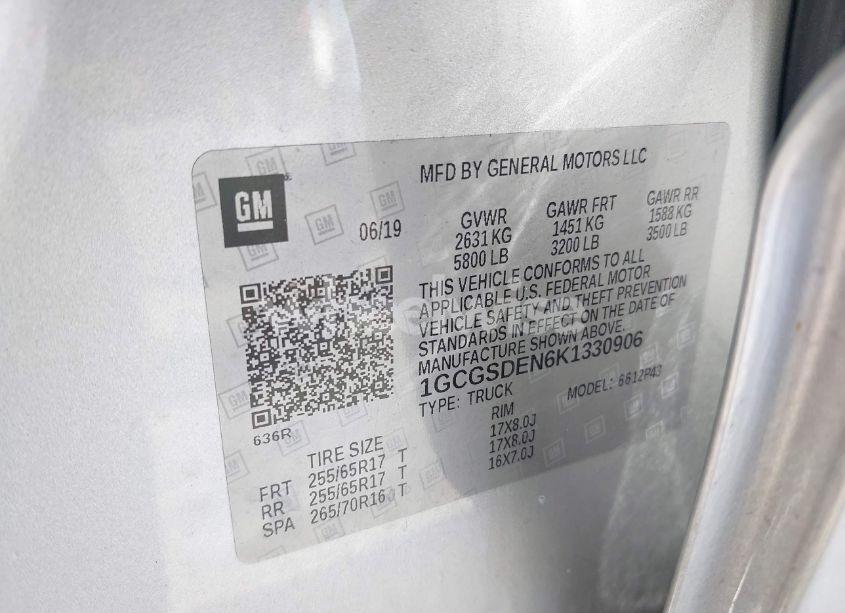 MFD BY GENERAL MOTORS LLC
GM
06/19
GVWR GAWR FRT GAWR RR
2631 KG 1451 KG 1588 KG
5800 LB 3200 LB 3500 LB
THIS VEHICLE CONFORMS TO ALL
APPLICABLE U.S. FEDERAL MOTOR
VEHICLE SAFETY AND THEFT PREVENTION
STANDARDS IN EFFECT ON THE DATE OF
MANUFACTURE SHOWN ABOVE.
1GCGSDEN6K1330906
TYPE: TRUCK MODEL: 6612P43
636R
TIRE SIZE RIM
FRT 255/65R17 T 17X8.0J
RR 255/65R17 T 17X8.0J
SPA 265/70R16 T 16X7.0J